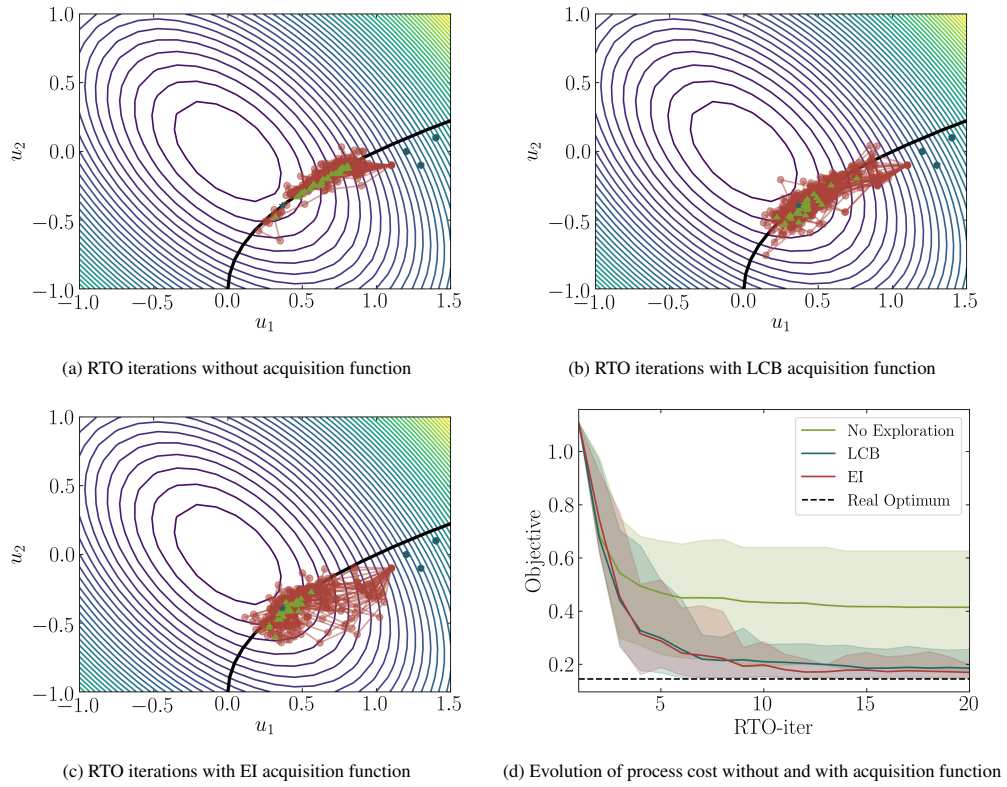 1.0
0.5
0.0
−0.5
−1.0
u2
−1.0 −0.5 0.0 0.5 1.0 1.5
u1
(a) RTO iterations without acquisition function
1.0
0.5
0.0
−0.5
−1.0
u2
−1.0 −0.5 0.0 0.5 1.0 1.5
u1
(b) RTO iterations with LCB acquisition function
1.0
0.5
0.0
−0.5
−1.0
u2
−1.0 −0.5 0.0 0.5 1.0 1.5
u1
(c) RTO iterations with EI acquisition function
No Exploration
LCB
EI
Real Optimum
1.0
0.8
0.6
0.4
0.2
Objective
5 10 15 20
RTO-iter
(d) Evolution of process cost without and with acquisition function